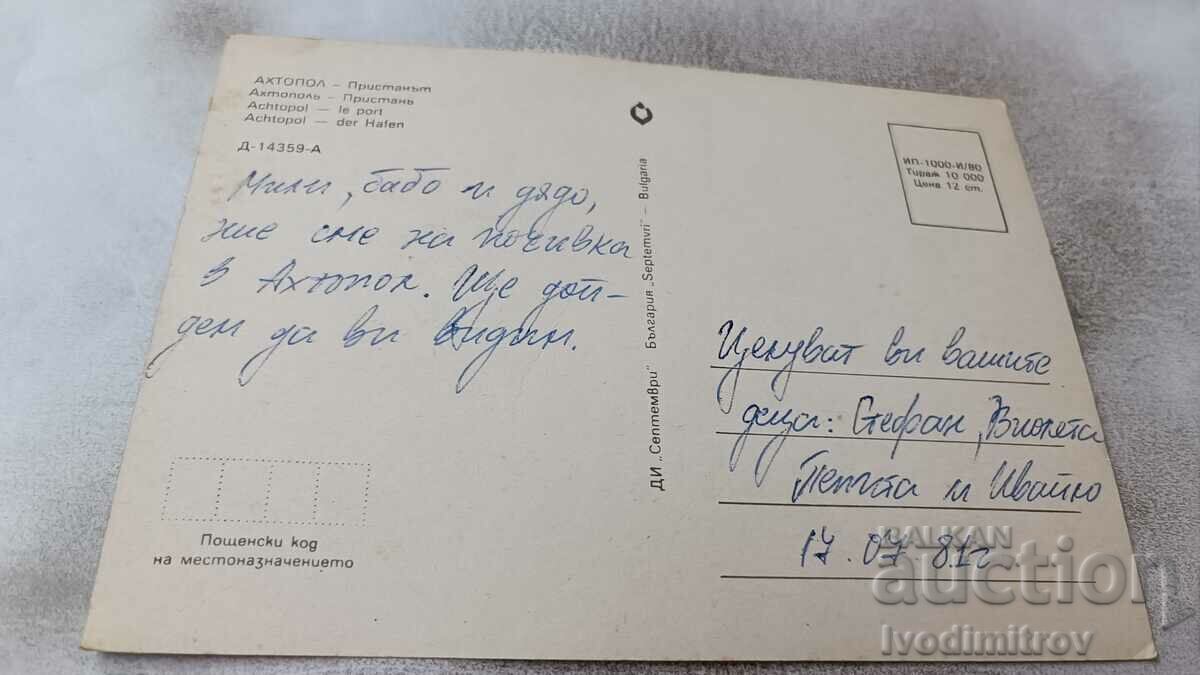 АХТОПОЛ – Пристанът
Ахтополь – Пристань
Achtopol — le port
Achtopol — der Hafen
Д-14359-А
Мили, бабо и дядо,
ние сме на почивка
в Ахтопол. Ще дой-
дем да ви видим.
Пощенски код
на местоназначението
ДИ „Септември" България „Septemvri" – Bulgaria
ИП-1000-И/80
Тираж 10 000
Цена 12 ст.
Целуват ви вашите
деца: Стефан, Виолета
Пепчта и Ивайло
17.07 81г
BALKAN
auction
Ivodimitrov